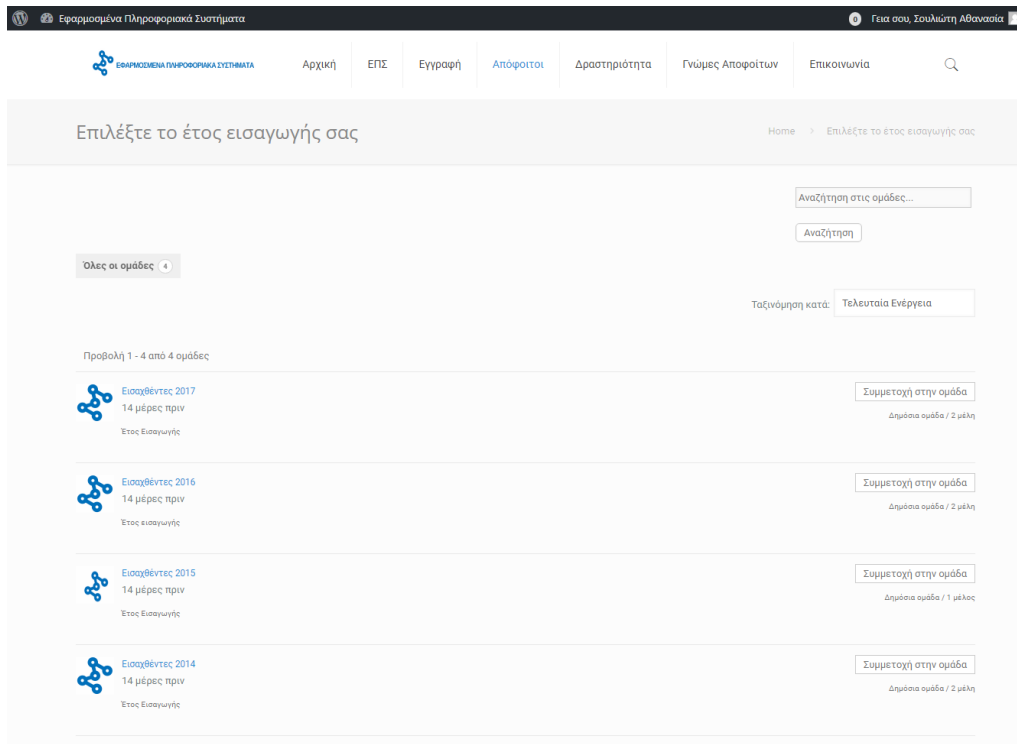 Εφαρμοσμένα Πληροφοριακά Συστήματα 0 Γεια σου, Σουλιώτη Αθανασία
ΕΦΑΡΜΟΣΜΕΝΑ ΠΛΗΡΟΦΟΡΙΑΚΑ ΣΥΣΤΗΜΑΤΑ Αρχική ΕΠΣ Εγγραφή Απόφοιτοι Δραστηριότητα Γνώμες Αποφοίτων Επικοινωνία
Επιλέξτε το έτος εισαγωγής σας Home > Επιλέξτε το έτος εισαγωγής σας
Αναζήτηση στις ομάδες...
Αναζήτηση
Όλες οι ομάδες 4
Ταξινόμηση κατά: Τελευταία Ενέργεια
Προβολή 1 - 4 από 4 ομάδες
Εισαχθέντες 2017 Συμμετοχή στην ομάδα
14 μέρες πριν Δημόσια ομάδα / 2 μέλη
Έτος Εισαγωγής
Εισαχθέντες 2016 Συμμετοχή στην ομάδα
14 μέρες πριν Δημόσια ομάδα / 2 μέλη
Έτος εισαγωγής
Εισαχθέντες 2015 Συμμετοχή στην ομάδα
14 μέρες πριν Δημόσια ομάδα / 1 μέλος
Έτος Εισαγωγής
Εισαχθέντες 2014 Συμμετοχή στην ομάδα
14 μέρες πριν Δημόσια ομάδα / 2 μέλη
Έτος Εισαγωγής